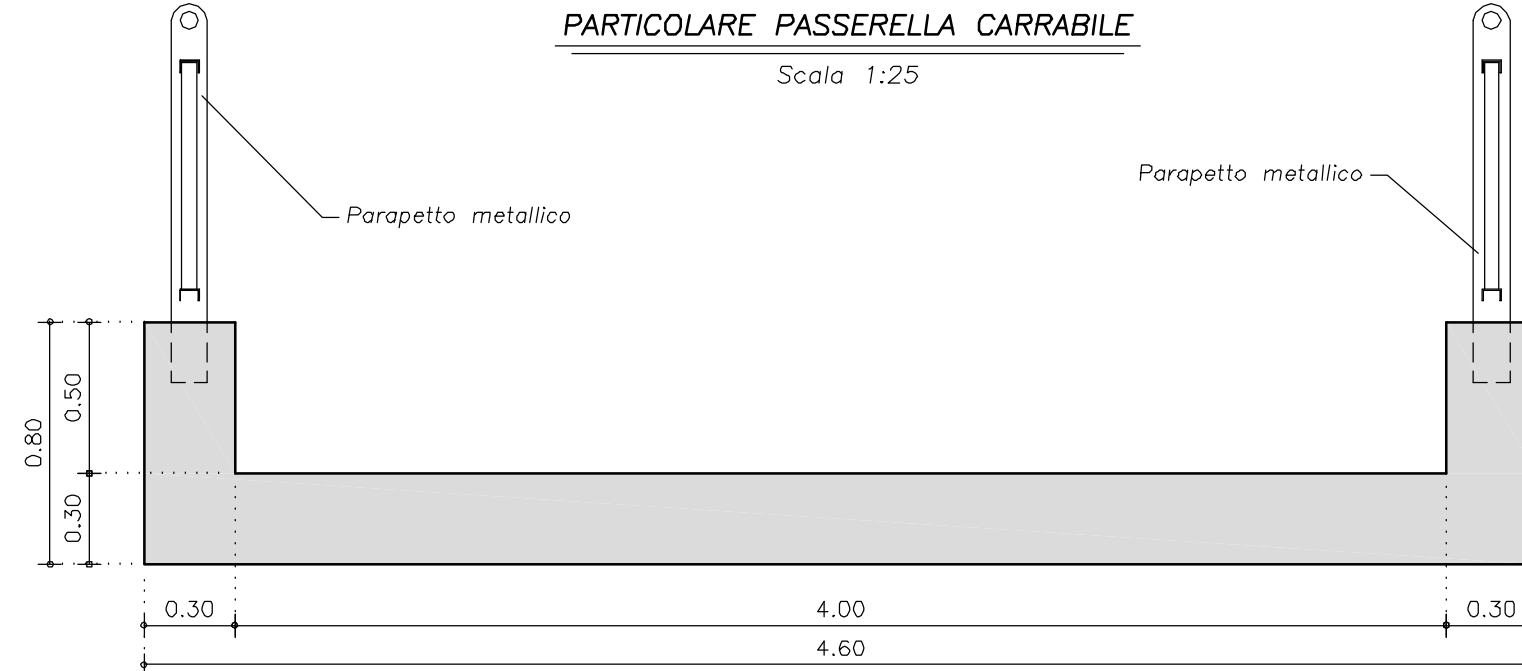 PARTICOLARE PASSERELLA CARRABILE
Scala 1:25
Parapetto metallico
Parapetto metallico
0.80
0.50
0.30
0.30
4.00
0.30
4.60